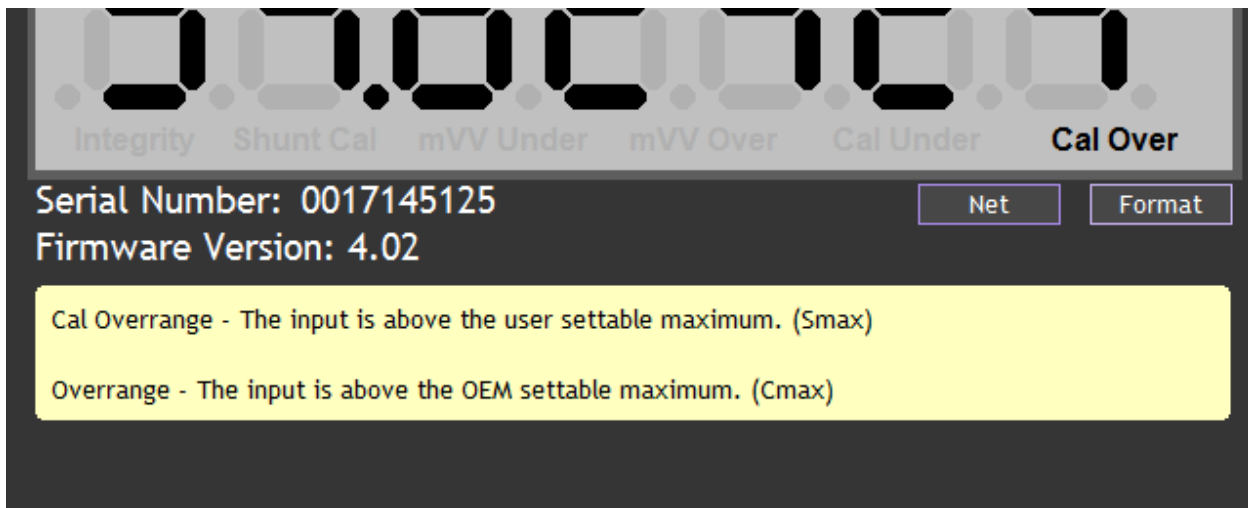 Integrity Shunt Cal mVV Under mVV Over Cal Under Cal Over
Serial Number: 0017145125 Net Format
Firmware Version: 4.02
Cal Overrange - The input is above the user settable maximum. (Smax)
Overrange - The input is above the OEM settable maximum. (Cmax)